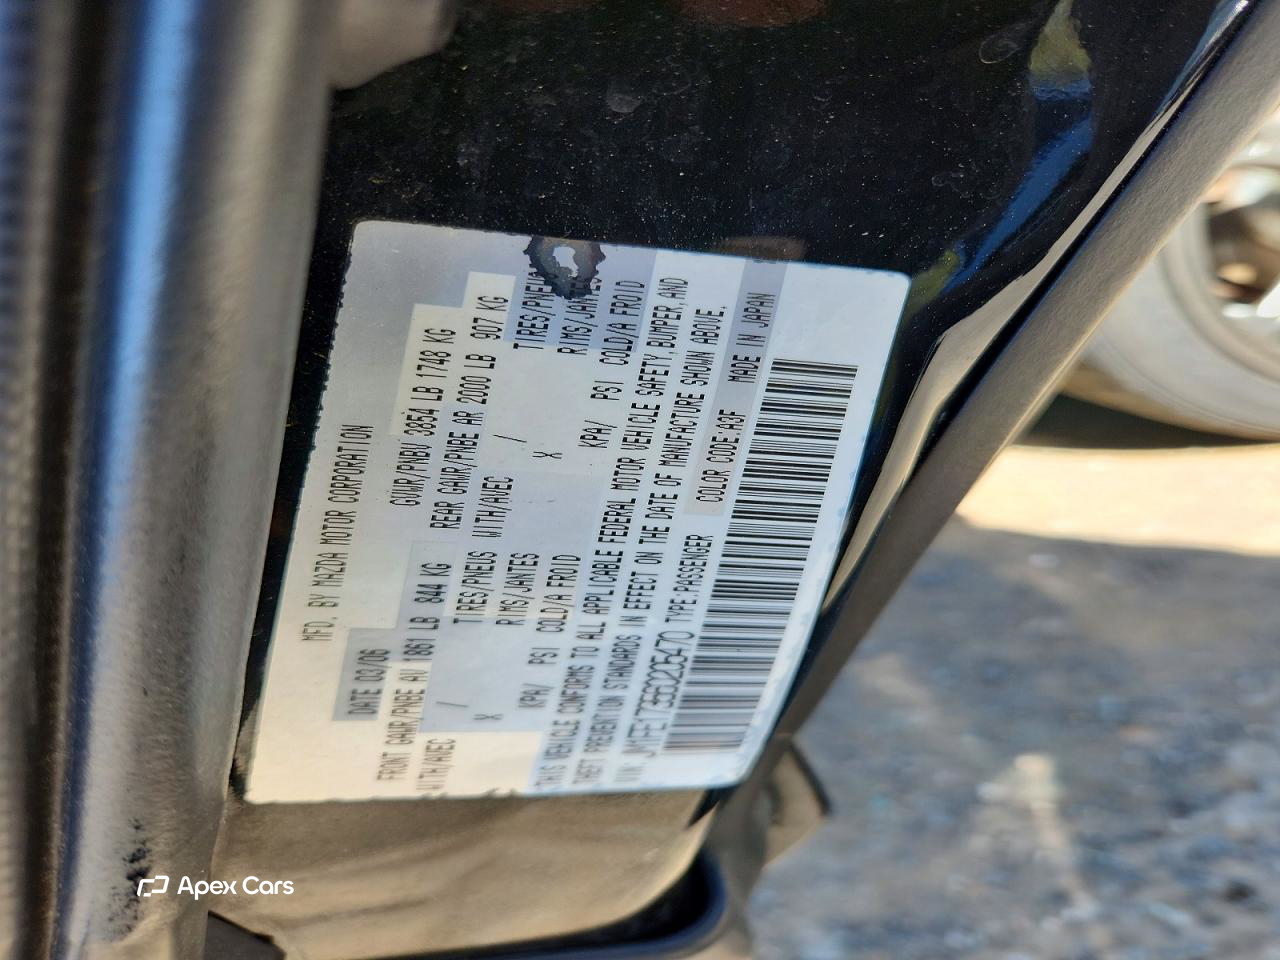 MFD. BY MAZDA MOTOR CORPORATION
DATE 03/06
GVWR/PNBV 3854 LB 1748 KG
FRONT GAWR/PNBE AV 1861 LB 844 KG
REAR GAWR/PNBE AR 2000 LB 907 KG
WITH/AVEC / TIRES/PNEUS WITH/AVEC / TIRES/PNEUS
X RIMS/JANTES X RIMS/JANTES
KPA/ PSI COLD/A FROID KPA/ PSI COLD/A FROID
THIS VEHICLE CONFORMS TO ALL APPLICABLE FEDERAL MOTOR VEHICLE SAFETY, BUMPER, AND
THEFT PREVENTION STANDARDS IN EFFECT ON THE DATE OF MANUFACTURE SHOWN ABOVE.
VIN: JM1FE173660205470 TYPE:PASSENGER COLOR CODE:A3F MADE IN JAPAN
Apex Cars